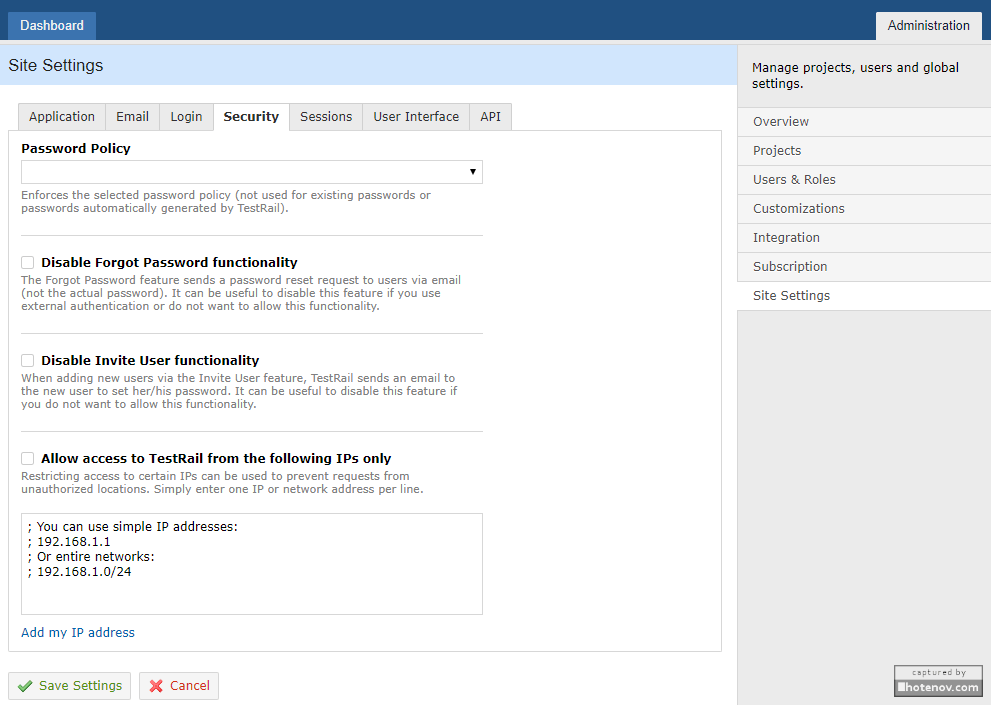 Dashboard
Administration
Site Settings
Manage projects, users and global
settings.
Overview
Projects
Users & Roles
Customizations
Integration
Subscription
Site Settings
Application
Email
Login
Security
Sessions
User Interface
API
Password Policy
Enforces the selected password policy (not used for existing passwords or
passwords automatically generated by TestRail).
Disable Forgot Password functionality
The Forgot Password feature sends a password reset request to users via email
(not the actual password). It can be useful to disable this feature if you use
external authentication or do not want to allow this functionality.
Disable Invite User functionality
When adding new users via the Invite User feature, TestRail sends an email to
the new user to set her/his password. It can be useful to disable this feature if
you do not want to allow this functionality.
Allow access to TestRail from the following IPs only
Restricting access to certain IPs can be used to prevent requests from
unauthorized locations. Simply enter one IP or network address per line.
; You can use simple IP addresses:
; 192.168.1.1
; Or entire networks:
; 192.168.1.0/24
Add my IP address
Save Settings
Cancel
captured by
hotenov.com